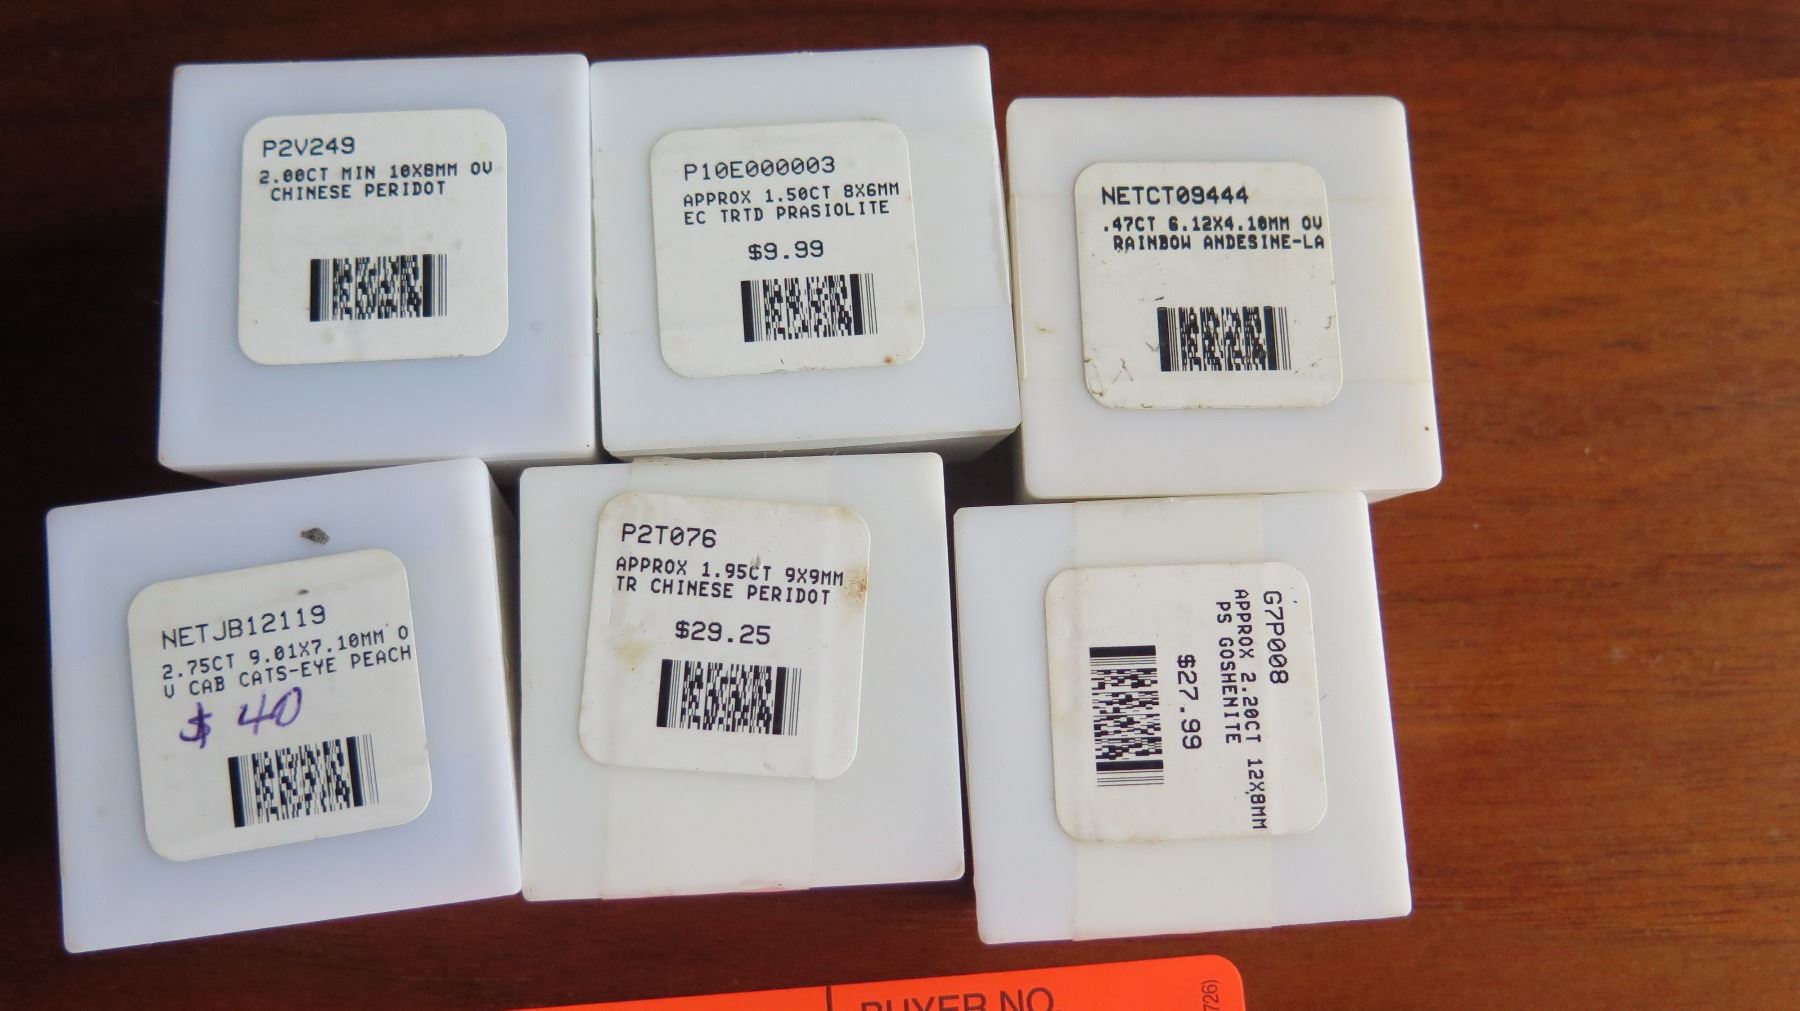 P2V249
2.00CT MIN 10X8MM OV
CHINESE PERIDOT
P10E000003
APPROX 1.50CT 8X6MM
EC TRTD PRASIOLITE
$9.99
NETCT09444
.47CT 6.12X4.10MM OV
RAINBOW ANDESINE-LA
NETJB12119
2.75CT 9.01X7.10MM O
V CAB CATS-EYE PEACH
$ 40
P2T076
APPROX 1.95CT 9X9MM
TR CHINESE PERIDOT
$29.25
G7P008
APPROX 2.20CT 12X8MM
PS GOSHENITE
$27.99
BUYER NO.
726)